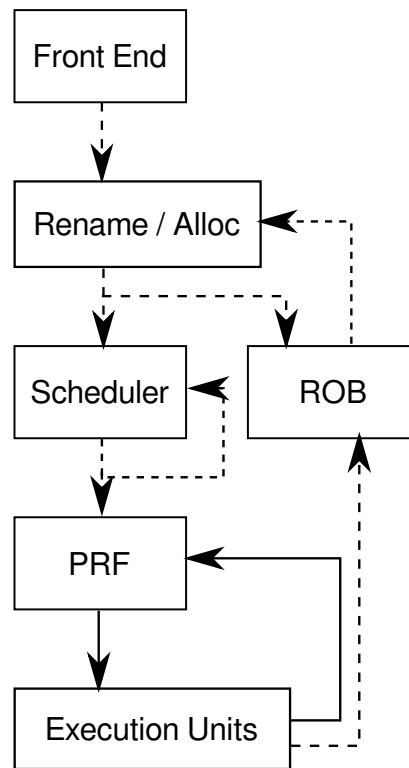 Front End
Rename / Alloc
Scheduler
ROB
PRF
Execution Units